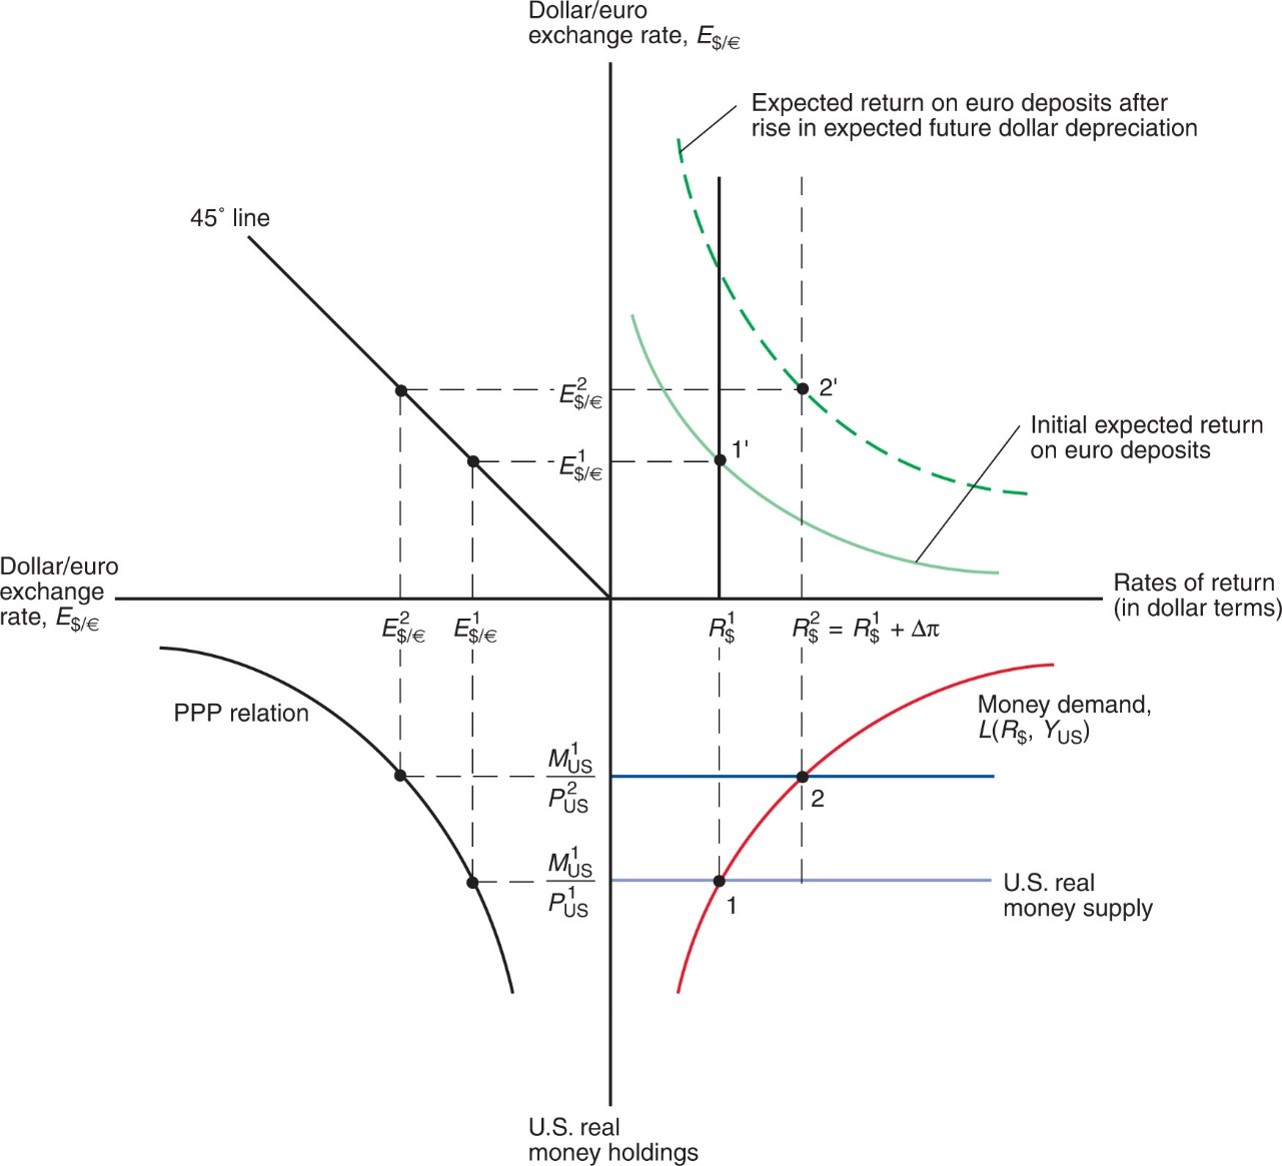 Dollar/euro
exchange rate, E$/€
Expected return on euro deposits after
rise in expected future dollar depreciation
45° line
E²$/€
2'
Initial expected return
on euro deposits
1'
E¹$/€
Dollar/euro
exchange
rate, E$/€
Rates of return
(in dollar terms)
E²$/€
E¹$/€
R¹$
R²$ = R¹$ + Δπ
PPP relation
Money demand,
L(R$, YUS)
M¹US
P²US
2
M¹US
P¹US
1
U.S. real
money supply
U.S. real
money holdings